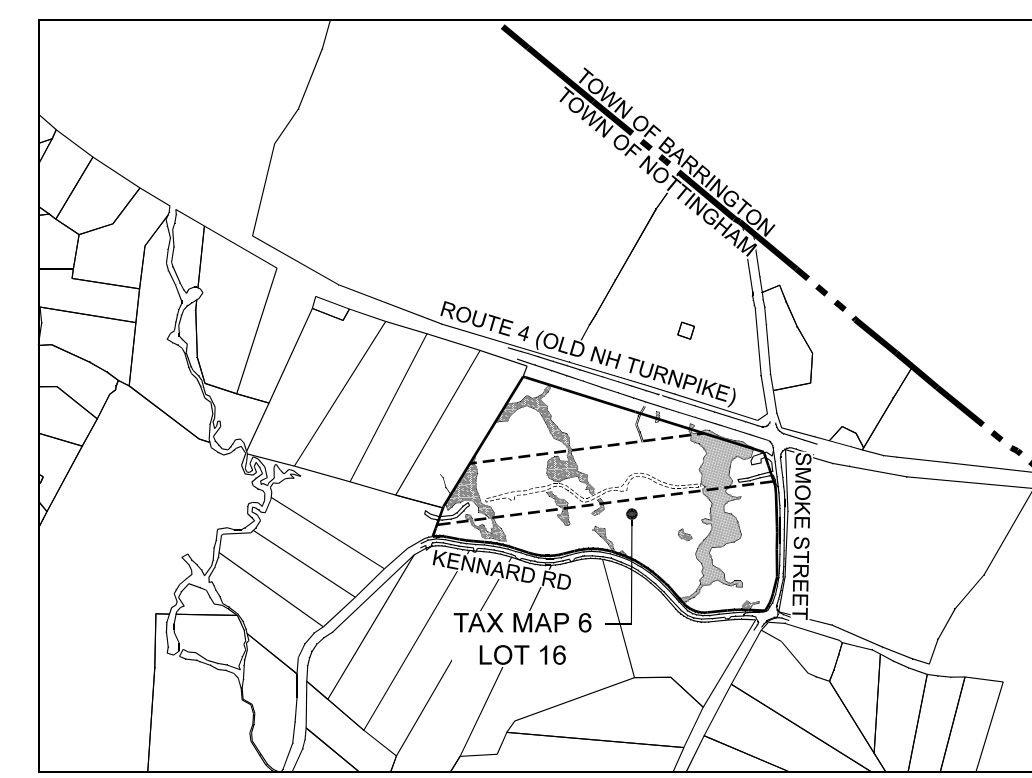 TOWN OF BARRINGTON
TOWN OF NOTTINGHAM
ROUTE 4 (OLD NH TURNPIKE)
SMOKE STREET
KENNARD RD
TAX MAP 6
LOT 16